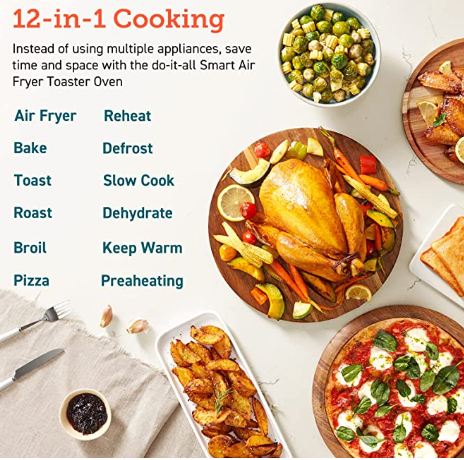 12-in-1 Cooking
Instead of using multiple appliances, save
time and space with the do-it-all Smart Air
Fryer Toaster Oven
Air Fryer Reheat
Bake Defrost
Toast Slow Cook
Roast Dehydrate
Broil Keep Warm
Pizza Preheating